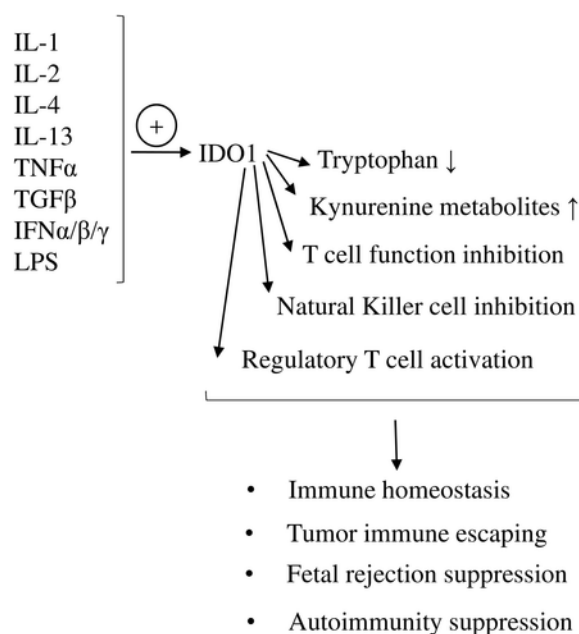 IL-1
IL-2
IL-4
IL-13
TNFα
TGFβ
IFNα/β/γ
LPS
+
IDO1
Tryptophan ↓
Kynurenine metabolites ↑
T cell function inhibition
Natural Killer cell inhibition
Regulatory T cell activation
• Immune homeostasis
• Tumor immune escaping
• Fetal rejection suppression
• Autoimmunity suppression